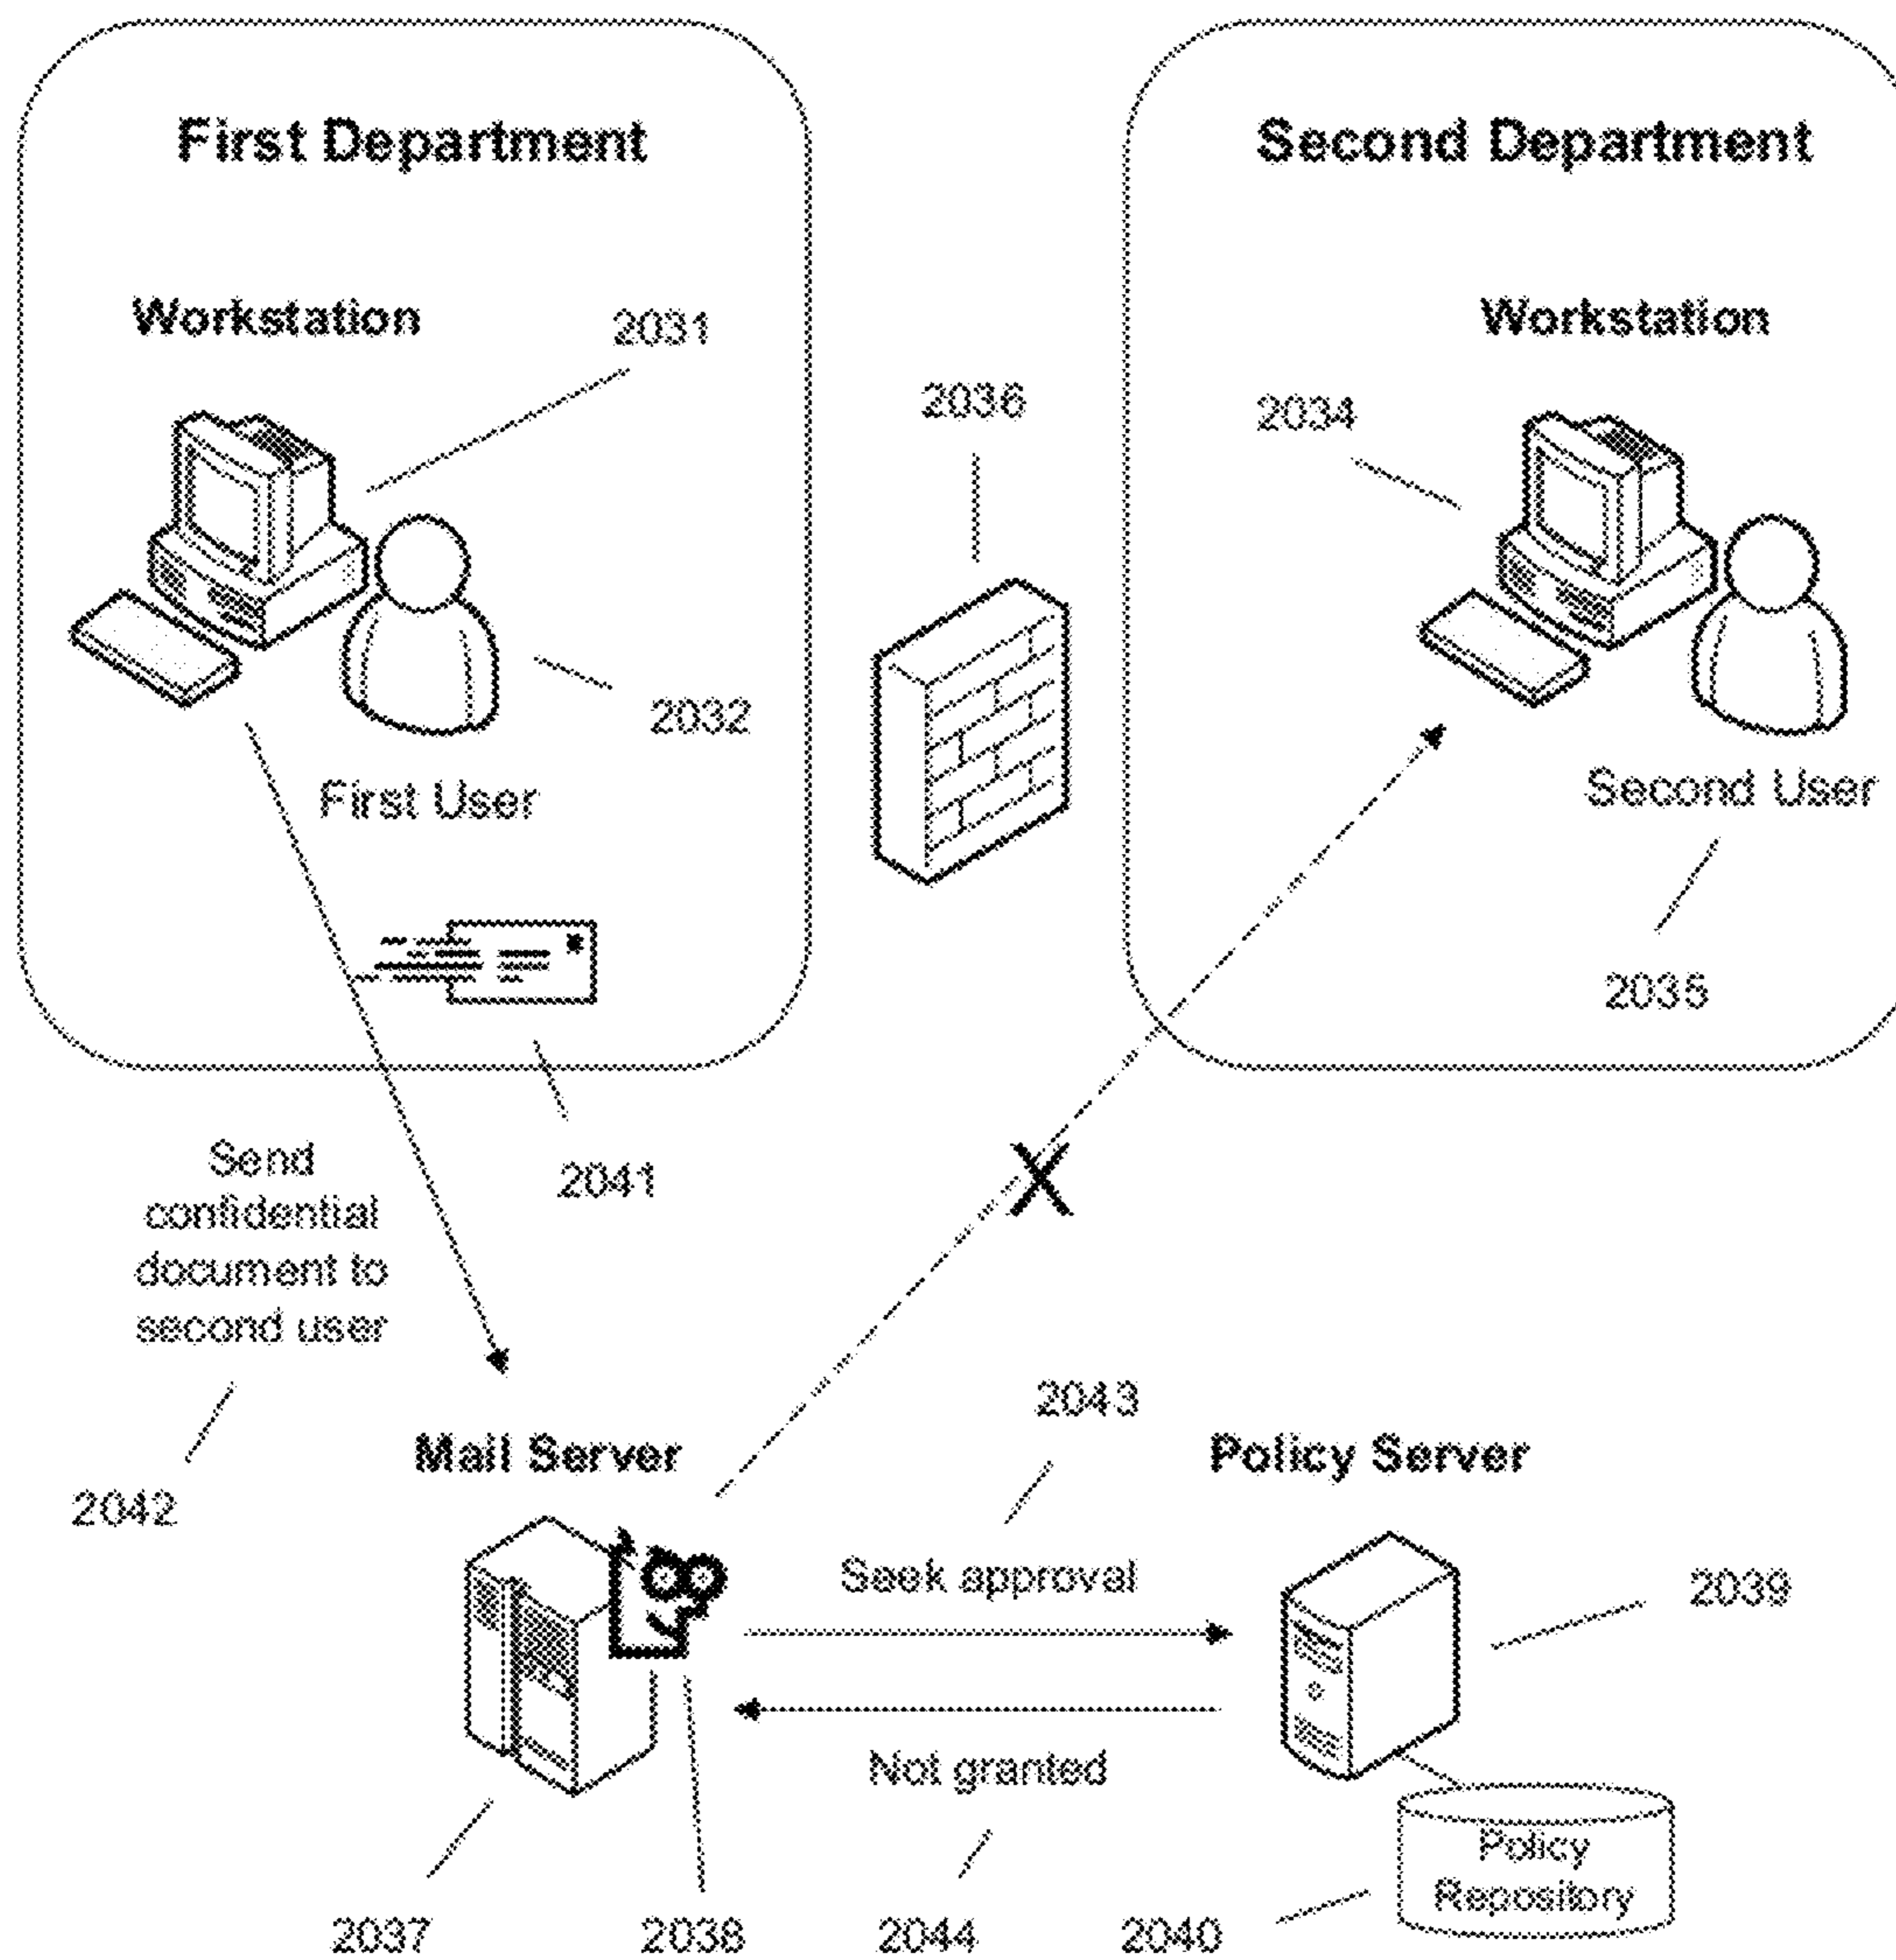 First Department
Second Department
Workstation
2031
2036
2034
Workstation
2032
First User
Second User
2035
2041
Send
confidential
document to
second user
2042
2043
Mail Server
Policy Server
Seek approval
2039
Not granted
Policy
Repository
2037
2038
2044
2040